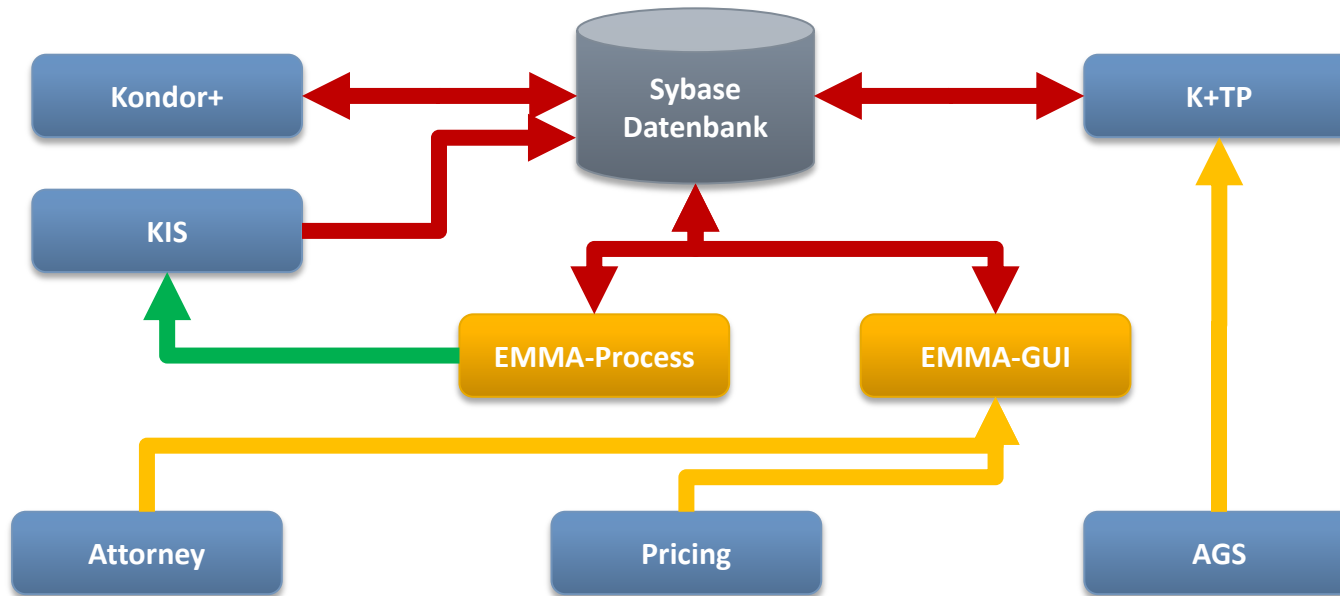 Kondor+
Sybase
Datenbank
K+TP
KIS
EMMA-Process
EMMA-GUI
Attorney
Pricing
AGS